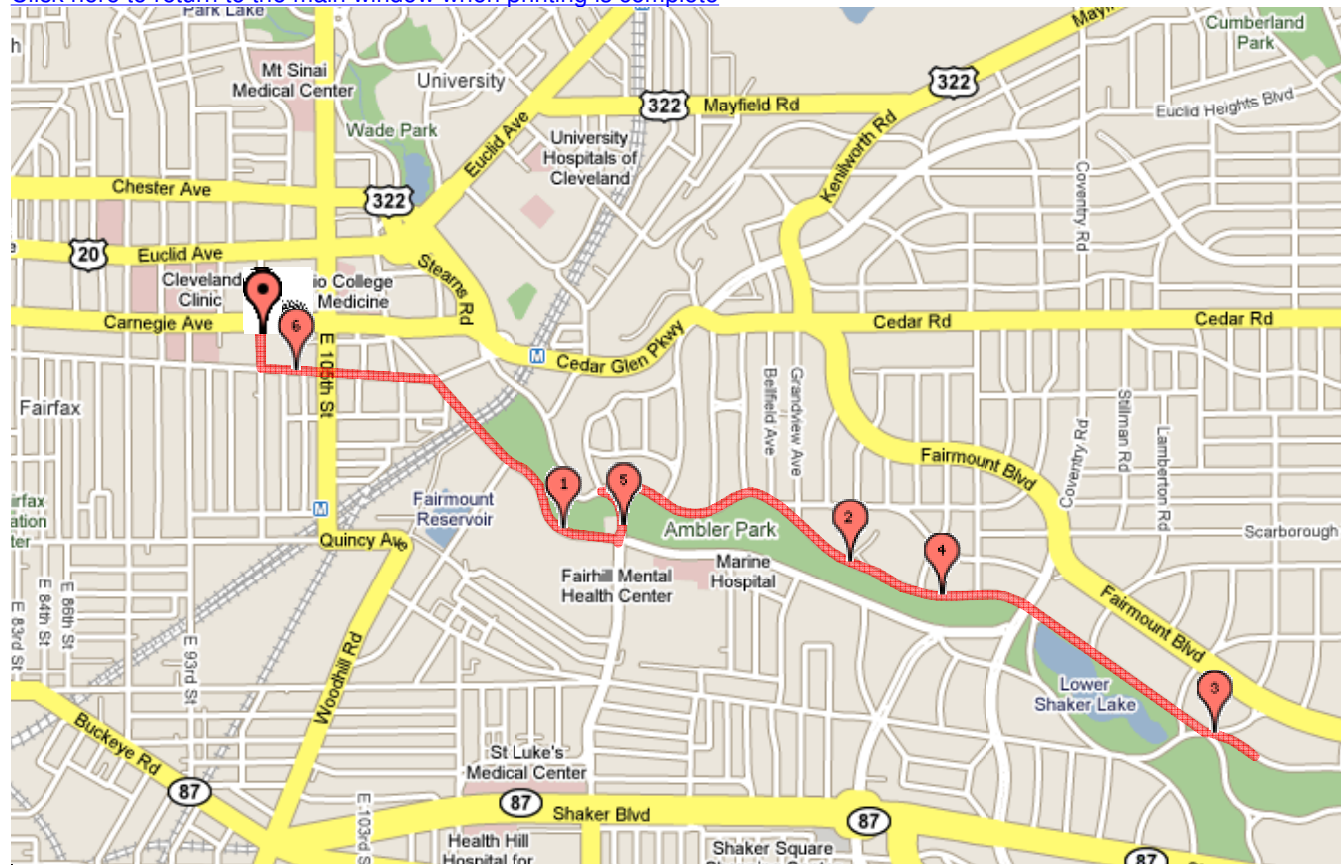 Click here to return to the main window when printing is complete
Park Lake
Cumberland
Park
Mt Sinai
Medical Center
University
322
322
Mayfield Rd
Euclid Heights Blvd
Wade Park
Euclid Ave
University
Hospitals of
Cleveland
Kenilworth Rd
Coventry Rd
Chester Ave
322
20
Euclid Ave
Stearns Rd
Cleveland
Clinic
io College
Medicine
Carnegie Ave
6
E 105th St
M
Cedar Glen Pkwy
Cedar Rd
Cedar Rd
Bellfield Ave
Grandview Ave
Fairfax
Stillman Rd
Coventry Rd
Lamberton Rd
Fairmount Blvd
irfax
ation
ter
M
Fairmount
Reservoir
1
5
Ambler Park
2
4
Scarborough
Quincy Ave
Marine
Hospital
Fairhill Mental
Health Center
E 83rd St
E 84th St
E 86th St
E 93rd St
Woodhill Rd
Fairmount Blvd
Lower
Shaker Lake
3
Buckeye Rd
87
St Luke's
Medical Center
87
Shaker Blvd
87
E 103rd S
Health Hill
Hospital for
Shaker Square
87